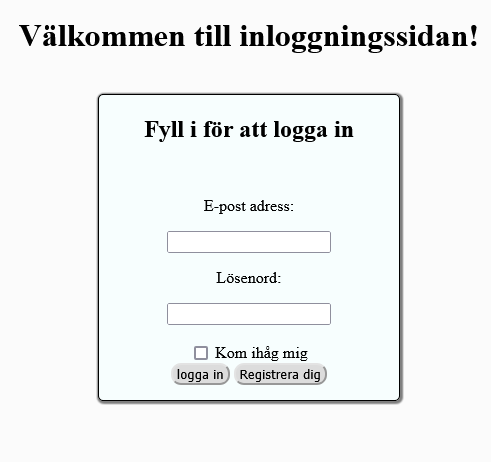 Välkommen till inloggningssidan!
Fyll i för att logga in
E-post adress:
Lösenord:
Kom ihåg mig
logga in Registrera dig